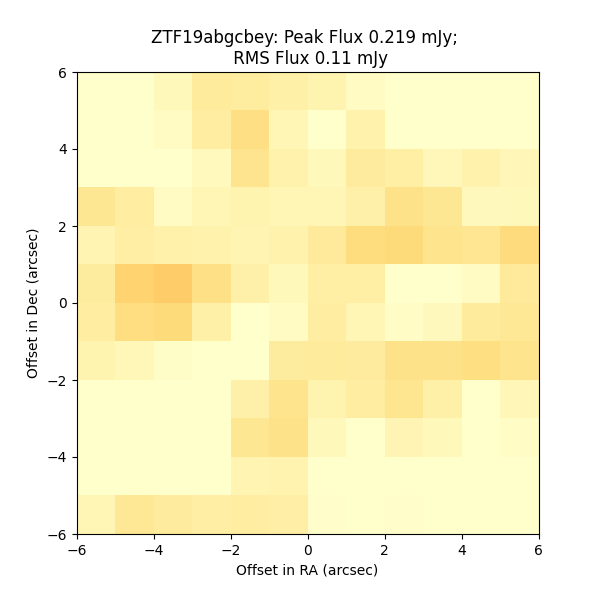 ZTF19abgcbey: Peak Flux 0.219 mJy;
RMS Flux 0.11 mJy
6
4
2
0
−2
−4
−6
Offset in Dec (arcsec)
−6 −4 −2 0 2 4 6
Offset in RA (arcsec)